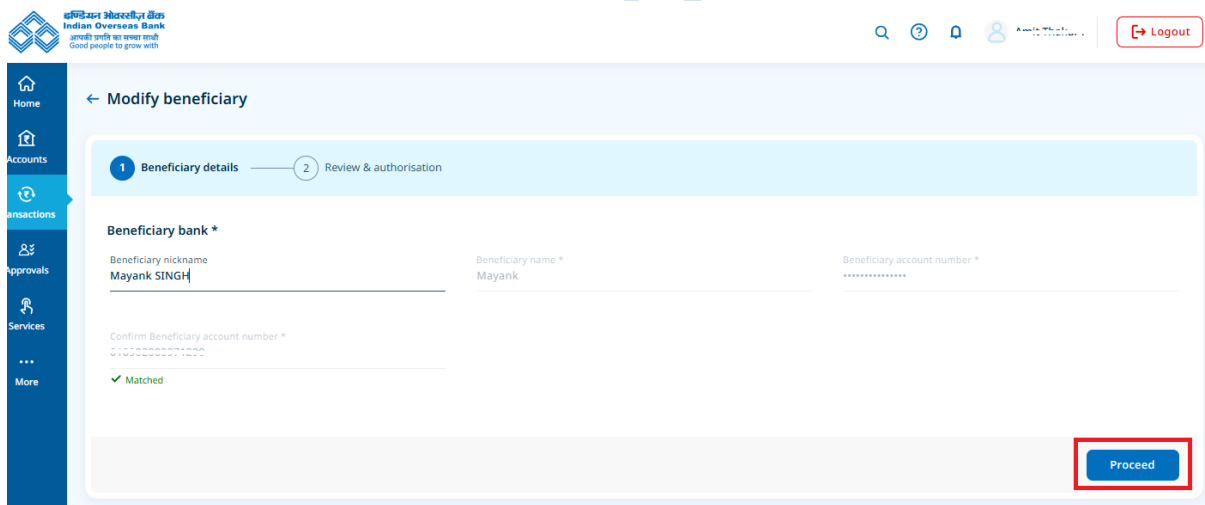 इण्डियन ओवरसीज़ बैंक
Indian Overseas Bank
आपकी प्रगति का सच्चा साथी
Good people to grow with
Logout
Home
Accounts
ansactions
Approvals
Services
More
← Modify beneficiary
1 Beneficiary details
2 Review & authorisation
Beneficiary bank *
Beneficiary nickname
Mayank SINGH
Beneficiary name *
Mayank
Beneficiary account number *
Confirm Beneficiary account number *
Matched
Proceed